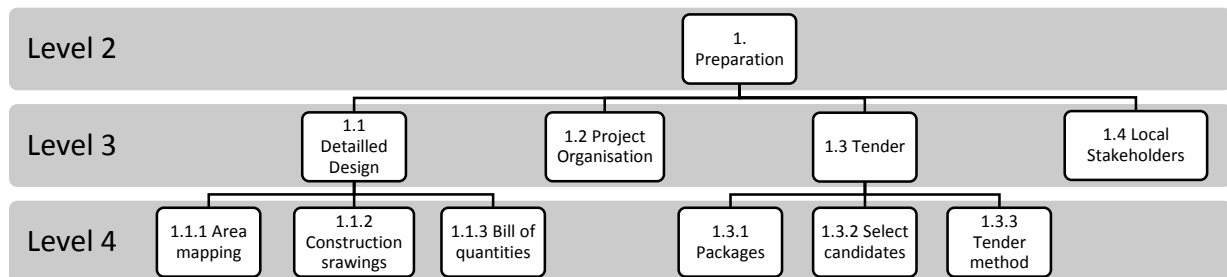 Level 2
1.
Preparation
Level 3
1.1
Detailled
Design
1.2 Project
Organisation
1.3 Tender
1.4 Local
Stakeholders
Level 4
1.1.1 Area
mapping
1.1.2
Construction
srawings
1.1.3 Bill of
quantities
1.3.1
Packages
1.3.2 Select
candidates
1.3.3
Tender
method